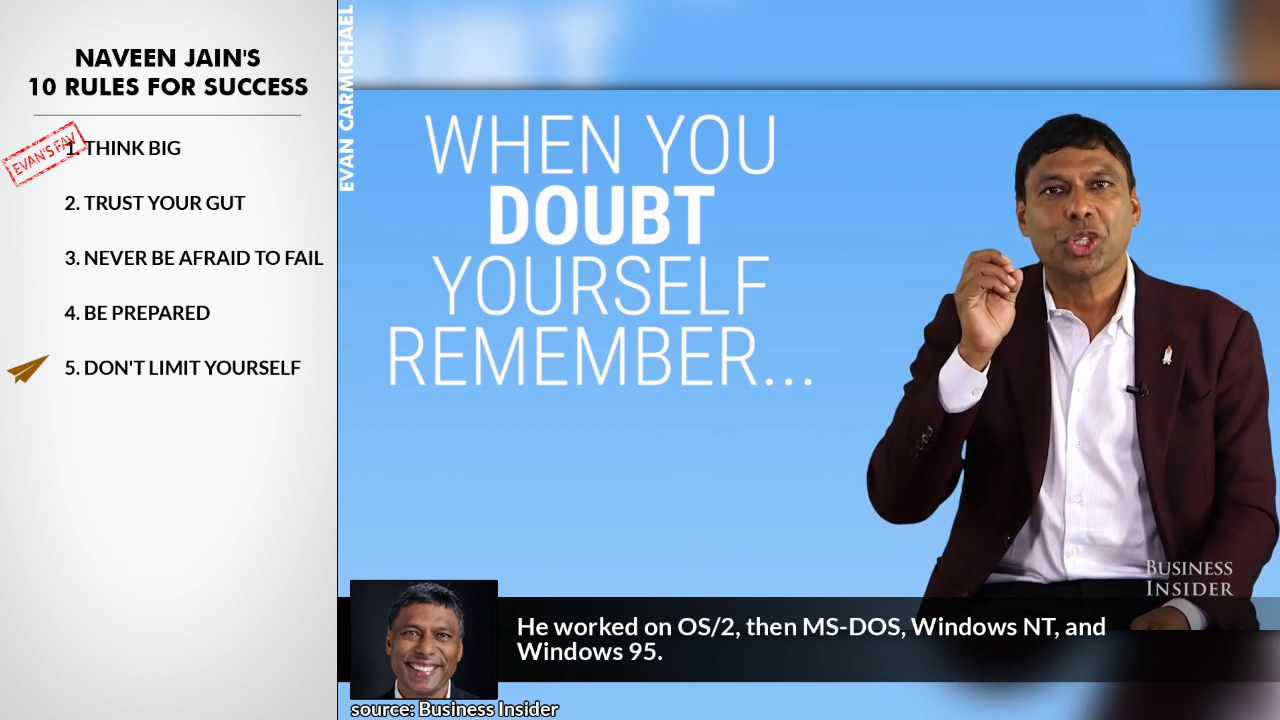 NAVEEN JAIN'S
10 RULES FOR SUCCESS
EVAN'S FAV
1. THINK BIG
2. TRUST YOUR GUT
3. NEVER BE AFRAID TO FAIL
4. BE PREPARED
5. DON'T LIMIT YOURSELF
EVAN CARMICHAEL
WHEN YOU
DOUBT
YOURSELF
REMEMBER...
BUSINESS
INSIDER
He worked on OS/2, then MS-DOS, Windows NT, and
Windows 95.
source: Business Insider